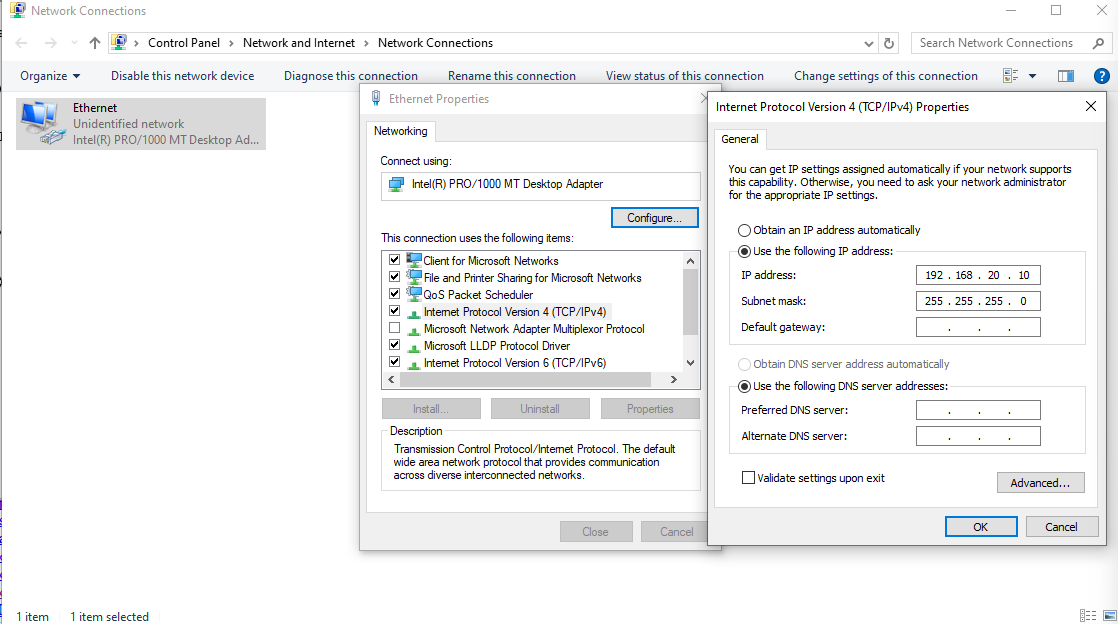 Network Connections
Control Panel > Network and Internet > Network Connections
Search Network Connections
Organize
Disable this network device
Diagnose this connection
Rename this connection
View status of this connection
Change settings of this connection
Ethernet
Unidentified network
Intel(R) PRO/1000 MT Desktop Ad...
Ethernet Properties
Networking
Connect using:
Intel(R) PRO/1000 MT Desktop Adapter
Configure...
This connection uses the following items:
Client for Microsoft Networks
File and Printer Sharing for Microsoft Networks
QoS Packet Scheduler
Internet Protocol Version 4 (TCP/IPv4)
Microsoft Network Adapter Multiplexor Protocol
Microsoft LLDP Protocol Driver
Internet Protocol Version 6 (TCP/IPv6)
Install...
Uninstall
Properties
Description
Transmission Control Protocol/Internet Protocol. The default
wide area network protocol that provides communication
across diverse interconnected networks.
Close
Cancel
Internet Protocol Version 4 (TCP/IPv4) Properties
General
You can get IP settings assigned automatically if your network supports
this capability. Otherwise, you need to ask your network administrator
for the appropriate IP settings.
Obtain an IP address automatically
Use the following IP address:
IP address: 192 . 168 . 20 . 10
Subnet mask: 255 . 255 . 255 . 0
Default gateway: . . .
Obtain DNS server address automatically
Use the following DNS server addresses:
Preferred DNS server: . . .
Alternate DNS server: . . .
Validate settings upon exit
Advanced...
OK
Cancel
1 item
1 item selected